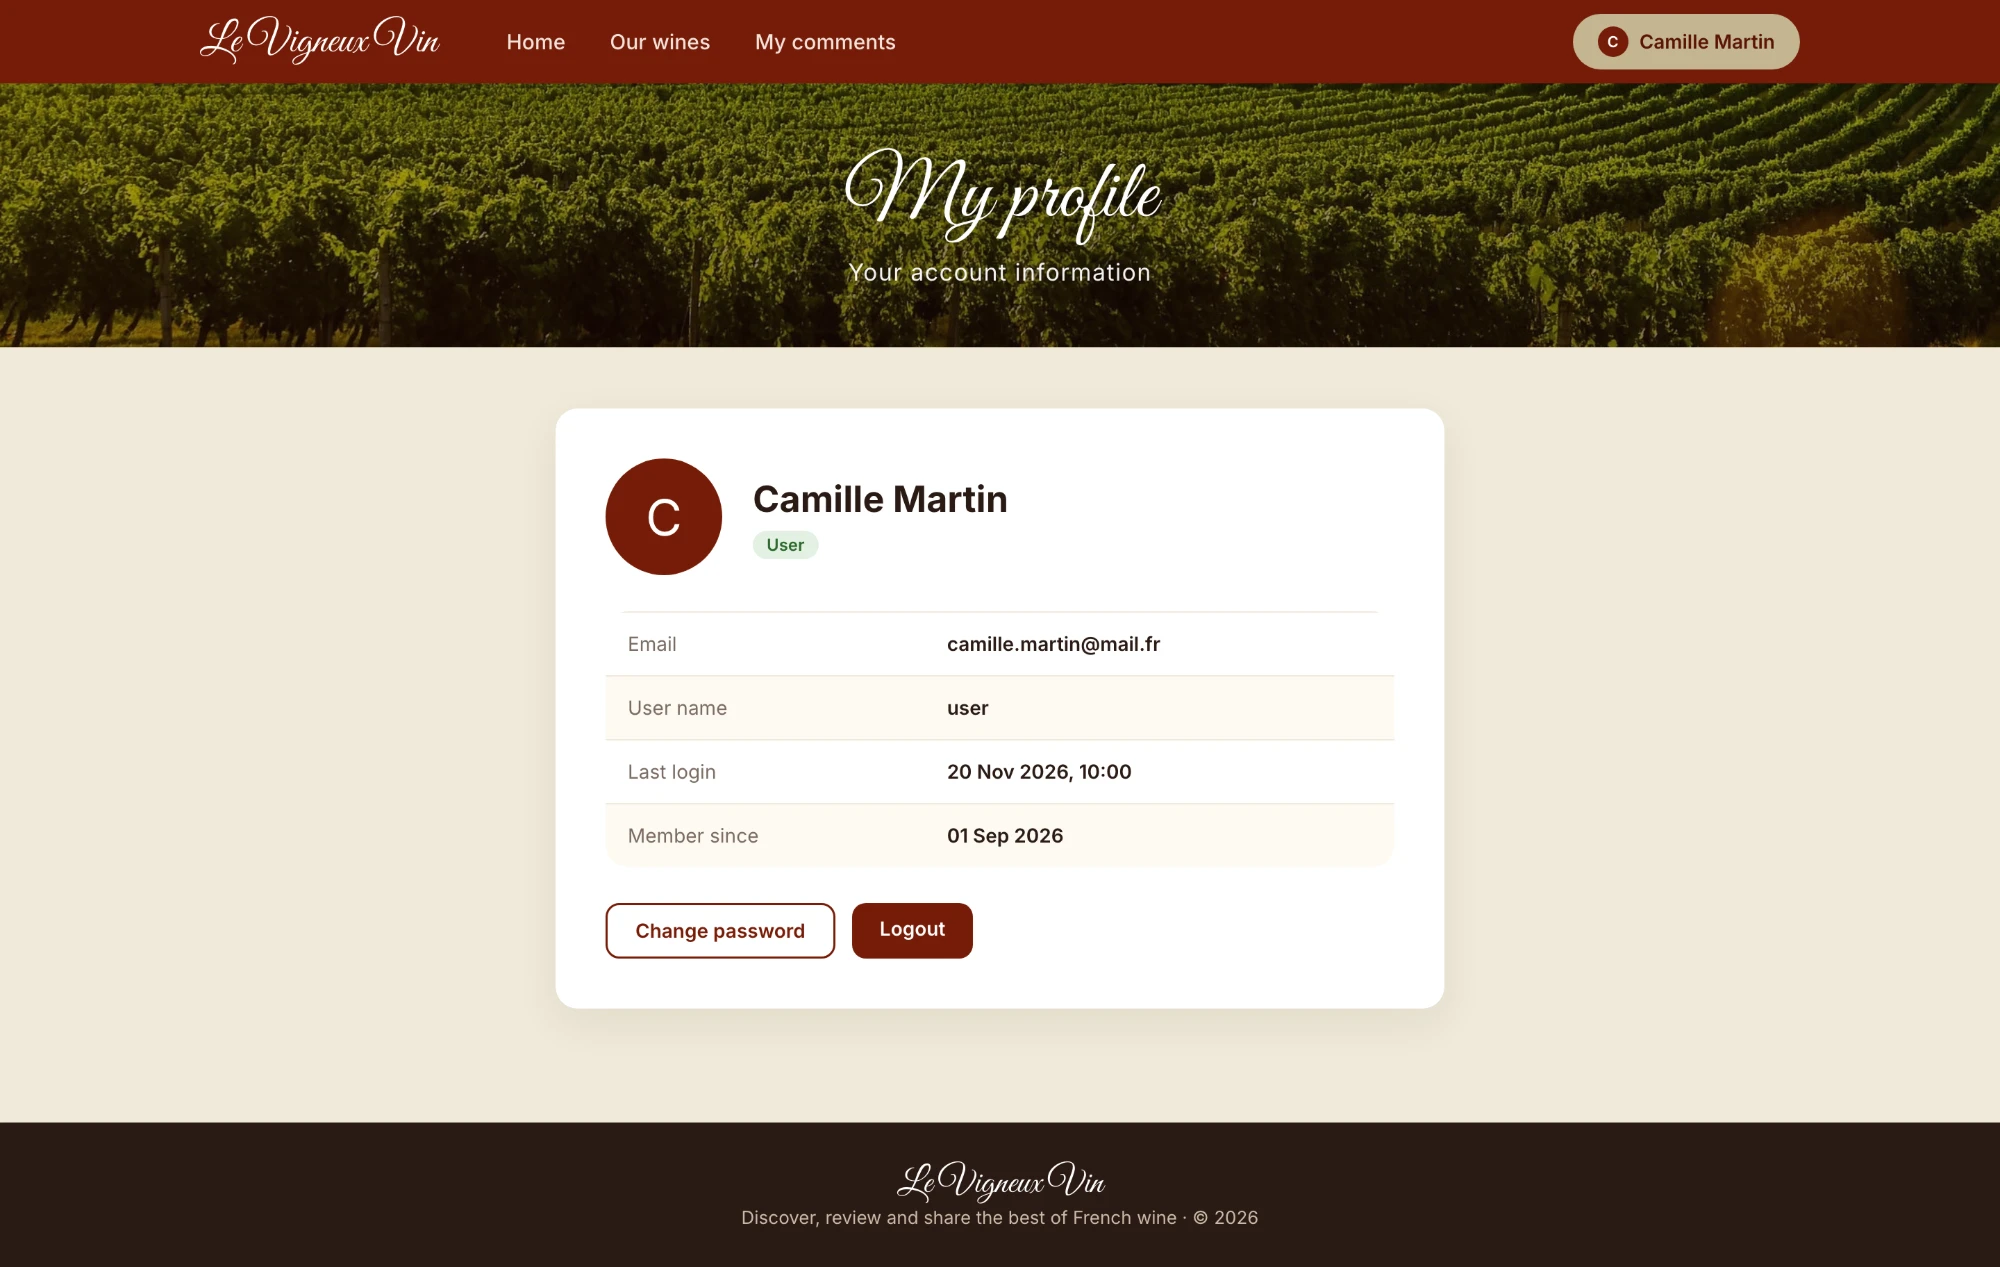 Le Vigneux Vin Home Our wines My comments C Camille Martin
My profile
Your account information
C
Camille Martin
User
Email camille.martin@mail.fr
User name user
Last login 20 Nov 2026, 10:00
Member since 01 Sep 2026
Change password Logout
Le Vigneux Vin
Discover, review and share the best of French wine · © 2026